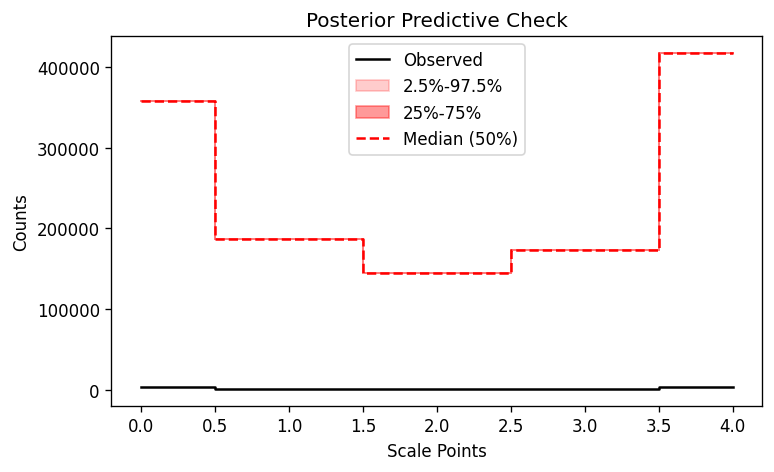 Posterior Predictive Check
Observed
2.5%-97.5%
25%-75%
Median (50%)
Counts
400000
300000
200000
100000
0
0.0 0.5 1.0 1.5 2.0 2.5 3.0 3.5 4.0
Scale Points